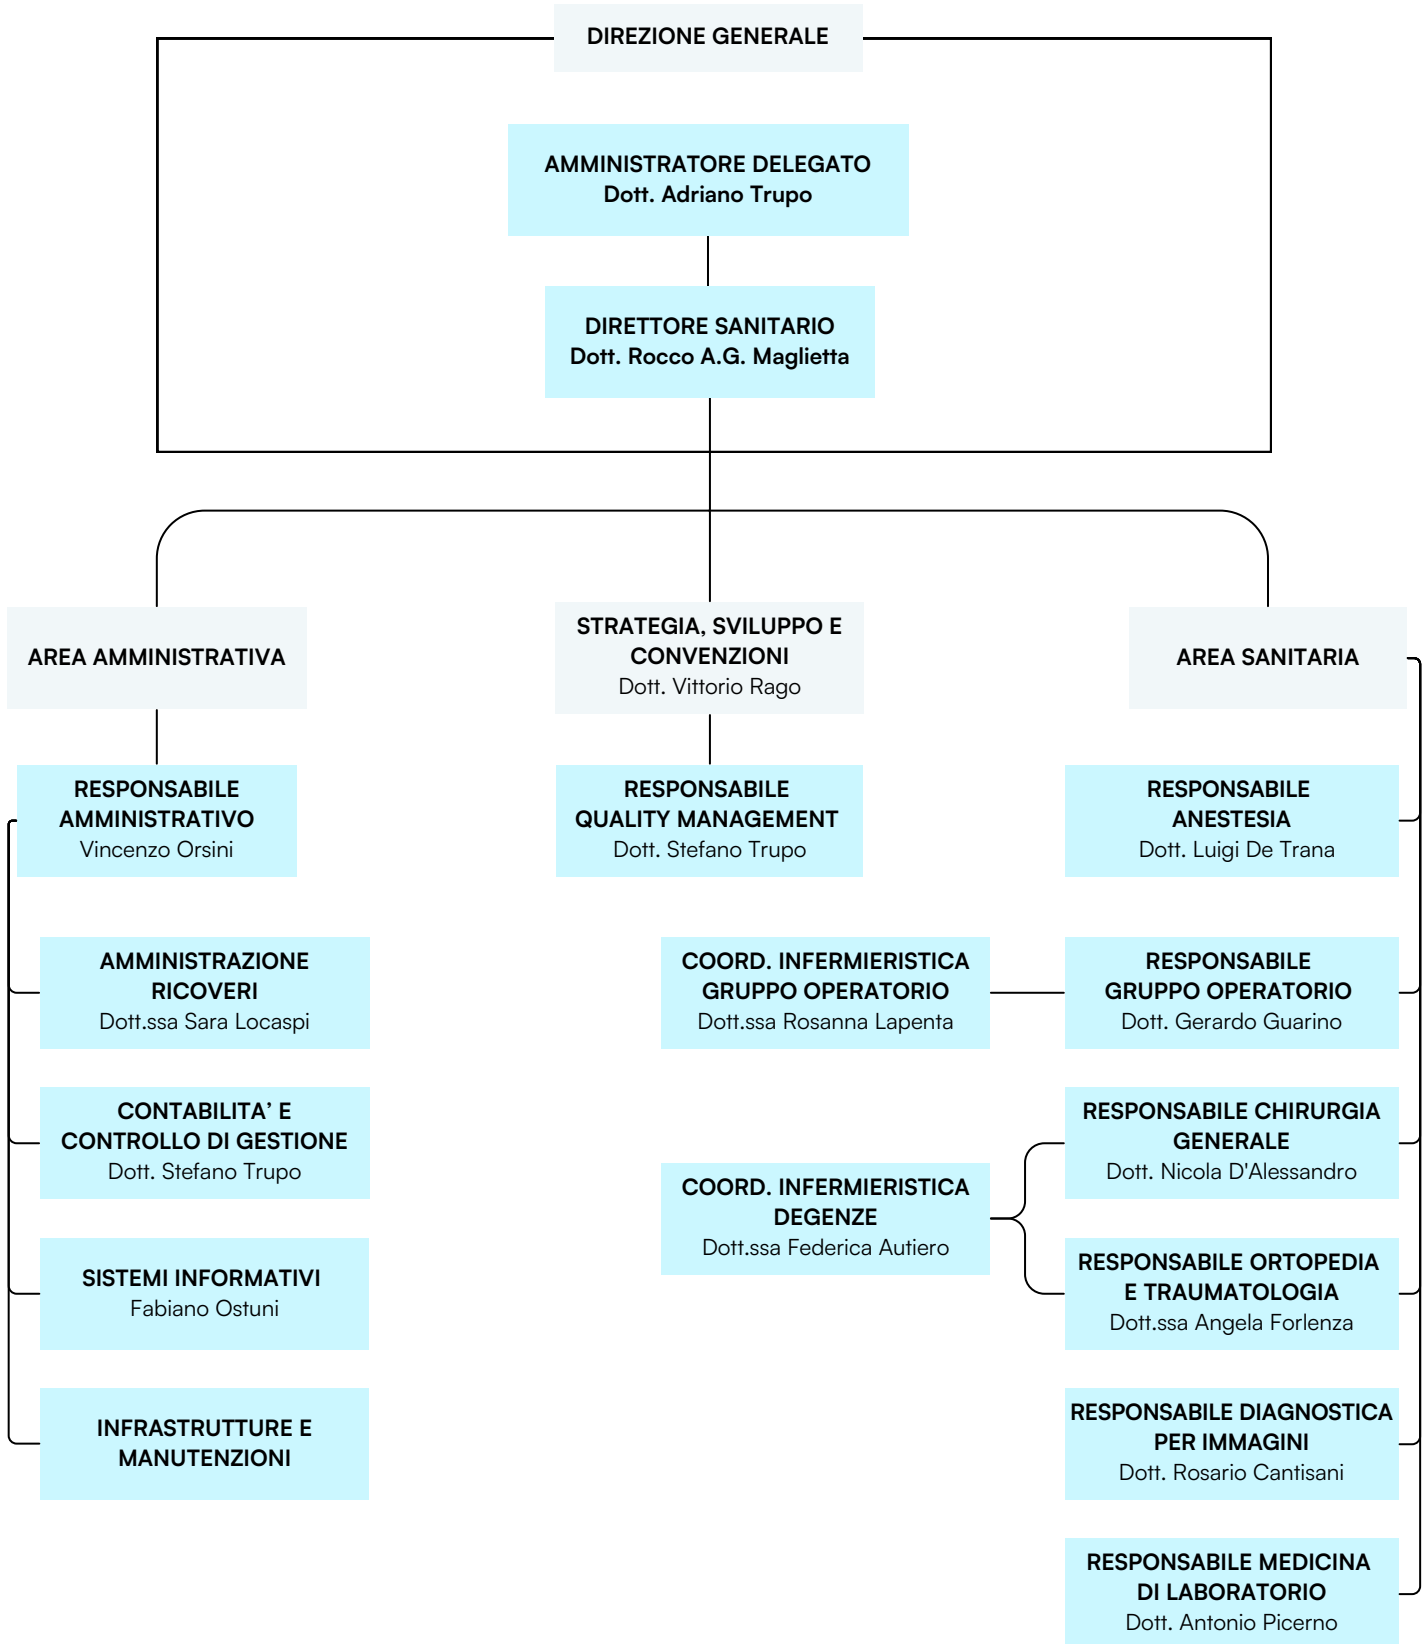 DIREZIONE GENERALE
AMMINISTRATORE DELEGATO
Dott. Adriano Trupo
DIRETTORE SANITARIO
Dott. Rocco A.G. Maglietta
AREA AMMINISTRATIVA
RESPONSABILE
AMMINISTRATIVO
Vincenzo Orsini
AMMINISTRAZIONE
RICOVERI
Dott.ssa Sara Locaspi
CONTABILITA’ E
CONTROLLO DI GESTIONE
Dott. Stefano Trupo
SISTEMI INFORMATIVI
Fabiano Ostuni
INFRASTRUTTURE E
MANUTENZIONI
STRATEGIA, SVILUPPO E
CONVENZIONI
Dott. Vittorio Rago
RESPONSABILE
QUALITY MANAGEMENT
Dott. Stefano Trupo
AREA SANITARIA
RESPONSABILE
ANESTESIA
Dott. Luigi De Trana
COORD. INFERMIERISTICA
GRUPPO OPERATORIO
Dott.ssa Rosanna Lapenta
RESPONSABILE
GRUPPO OPERATORIO
Dott. Gerardo Guarino
COORD. INFERMIERISTICA
DEGENZE
Dott.ssa Federica Autiero
RESPONSABILE CHIRURGIA
GENERALE
Dott. Nicola D'Alessandro
RESPONSABILE ORTOPEDIA
E TRAUMATOLOGIA
Dott.ssa Angela Forlenza
RESPONSABILE DIAGNOSTICA
PER IMMAGINI
Dott. Rosario Cantisani
RESPONSABILE MEDICINA
DI LABORATORIO
Dott. Antonio Picerno